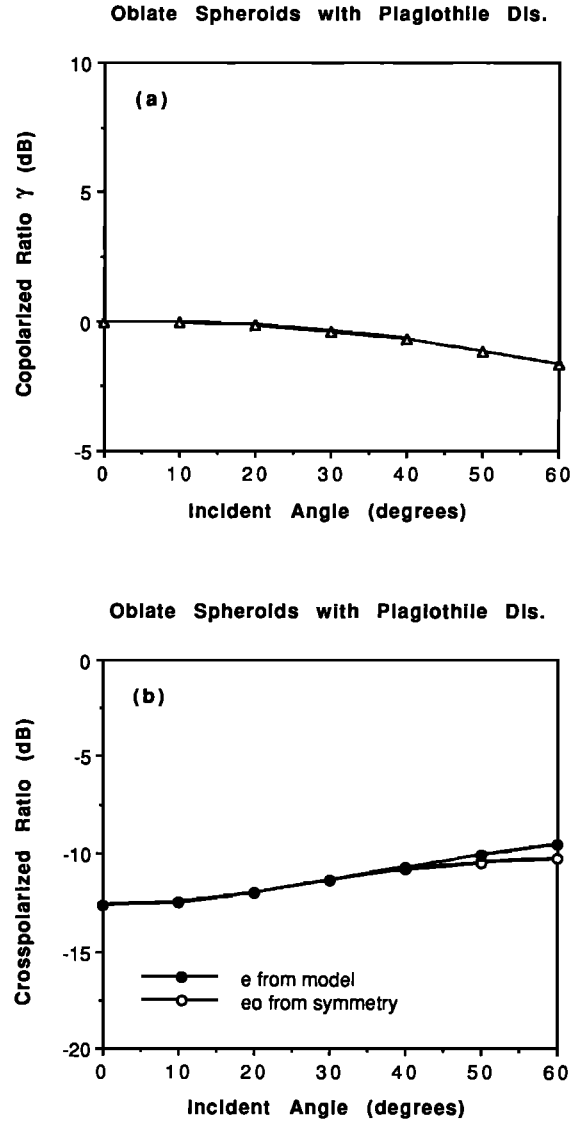 Oblate Spheroids with Plagiothile Dis.
10
(a)
5
0
-5
Copolarized Ratio γ (dB)
0 10 20 30 40 50 60
Incident Angle (degrees)
Oblate Spheroids with Plagiothile Dis.
0
(b)
-5
-10
-15
-20
Crosspolarized Ratio (dB)
e from model
eo from symmetry
0 10 20 30 40 50 60
Incident Angle (degrees)